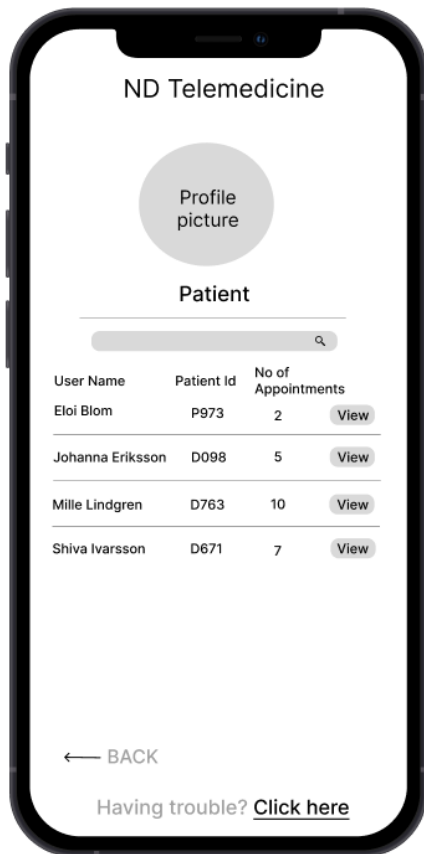 ND Telemedicine
Profile
picture
Patient
User Name Patient Id No of
Appointments
Eloi Blom P973 2 View
Johanna Eriksson D098 5 View
Mille Lindgren D763 10 View
Shiva Ivarsson D671 7 View
BACK
Having trouble? Click here